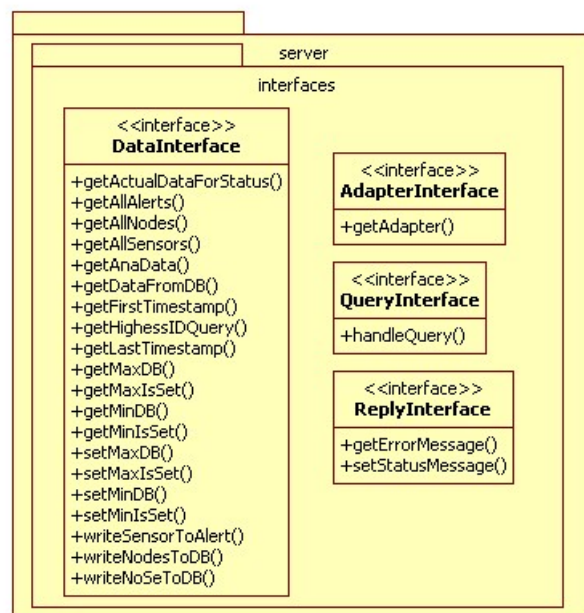 server
interfaces
<<interface>>
DataInterface
+getActualDataForStatus()
+getAllAlerts()
+getAllNodes()
+getAllSensors()
+getAnaData()
+getDataFromDB()
+getFirstTimestamp()
+getHighessIDQuery()
+getLastTimestamp()
+getMaxDB()
+getMaxIsSet()
+getMinDB()
+getMinIsSet()
+setMaxDB()
+setMaxIsSet()
+setMinDB()
+setMinIsSet()
+writeSensorToAlert()
+writeNodesToDB()
+writeNoSeToDB()
<<interface>>
AdapterInterface
+getAdapter()
<<interface>>
QueryInterface
+handleQuery()
<<interface>>
ReplyInterface
+getErrorMessage()
+setStatusMessage()